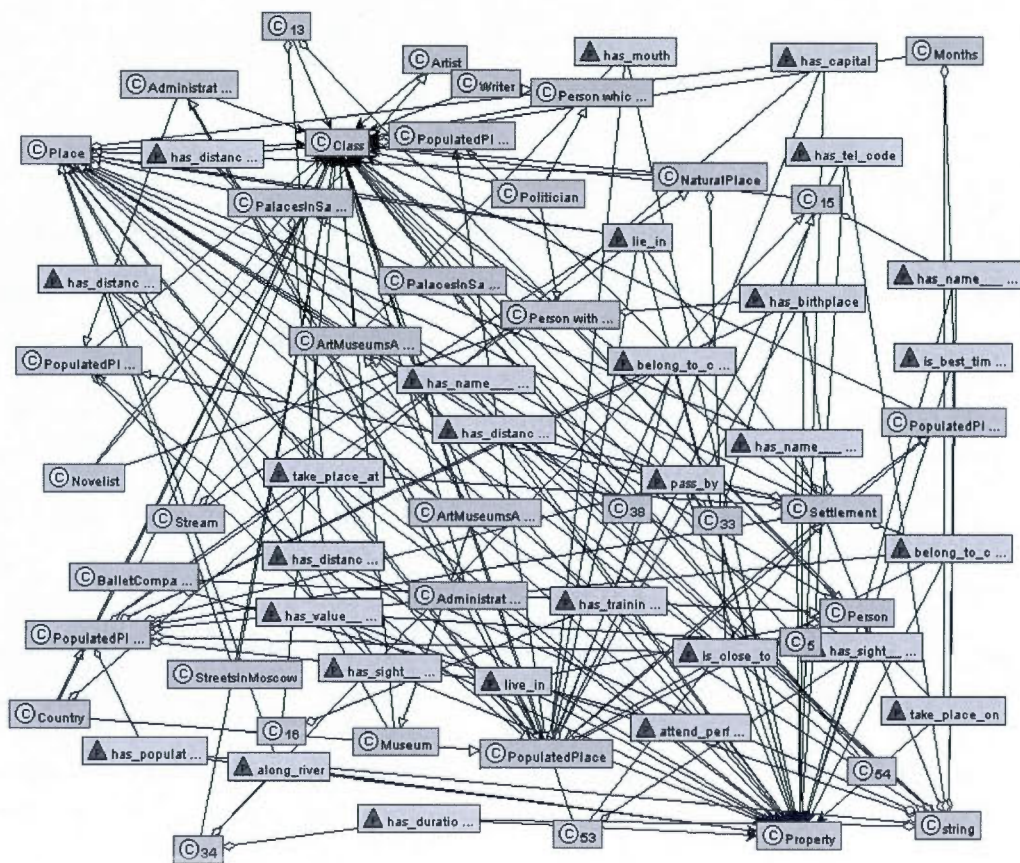 C 13
C Artist
P has_mouth
P has_capital
C Months
C Administrat ...
C Writer
C Person whic ...
C Place
P has_distanc ...
C Class
C PopulatedPl ...
P has_tel_code
C NaturalPlace
C Politician
C 15
C PalacesInSa ...
P lie_in
P has_distanc ...
C PalacesInSa ...
P has_name___ ...
P has_birthplace
C Person with ...
C ArtMuseumsA ...
C PopulatedPl ...
P belong_to_c ...
P is_best_tim ...
P has_name___ ...
C PopulatedPl ...
P has_distanc ...
P has_name___ ...
C Novelist
P take_place_at
P pass_by
C Settlement
C Stream
C ArtMuseumsA ...
C 38
C 33
P has_distanc ...
P belong_to_c ...
C BalletCompa ...
C Administrat ...
P has_trainin ...
P has_value__ ...
C Person
C PopulatedPl ...
C 5
P has_sight__ ...
P is_close_to
C StreetsInMoscow
P has_sight__ ...
P live_in
C Country
C 16
P take_place_on
P attend_perf ...
C Museum
C PopulatedPlace
P has_populat ...
P along_river
C 54
P has_duratio ...
C 53
C Property
C string
C 34